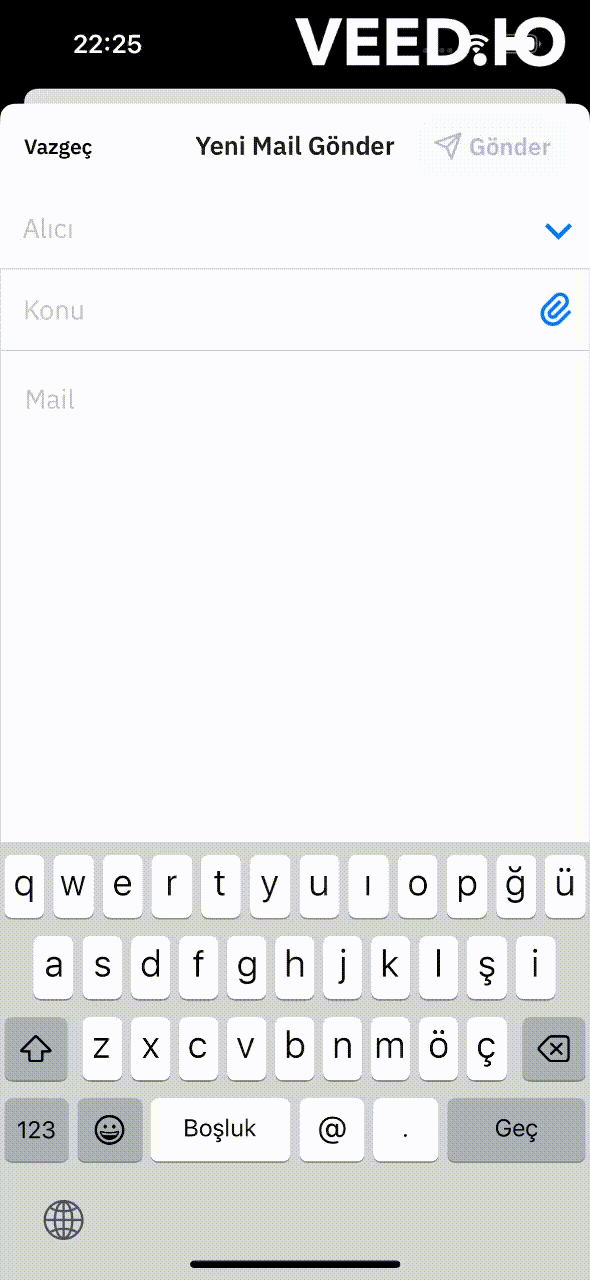 22:25
VEED.IO
Vazgeç
Yeni Mail Gönder
Gönder
Alıcı
Konu
Mail
q w e r t y u ı o p ğ ü
a s d f g h j k l ş i
z x c v b n m ö ç
123 Boşluk @ . Geç